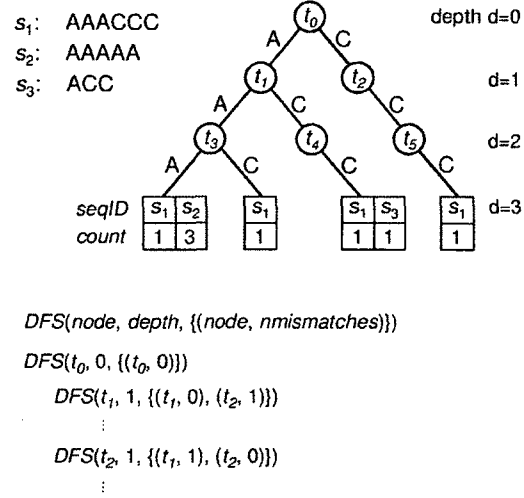 s1: AAACCC
s2: AAAAA
s3: ACC
t0 depth d=0
A C
t1 t2 d=1
A C C
t3 t4 t5 d=2
A C C C
seqID s1 s2 s1 s1 s3 s1 d=3
count 1 3 1 1 1 1
DFS(node, depth, {(node, nmismatches)})
DFS(t0, 0, {(t0, 0)})
DFS(t1, 1, {(t1, 0), (t2, 1)})
⋮
DFS(t2, 1, {(t1, 1), (t2, 0)})
⋮